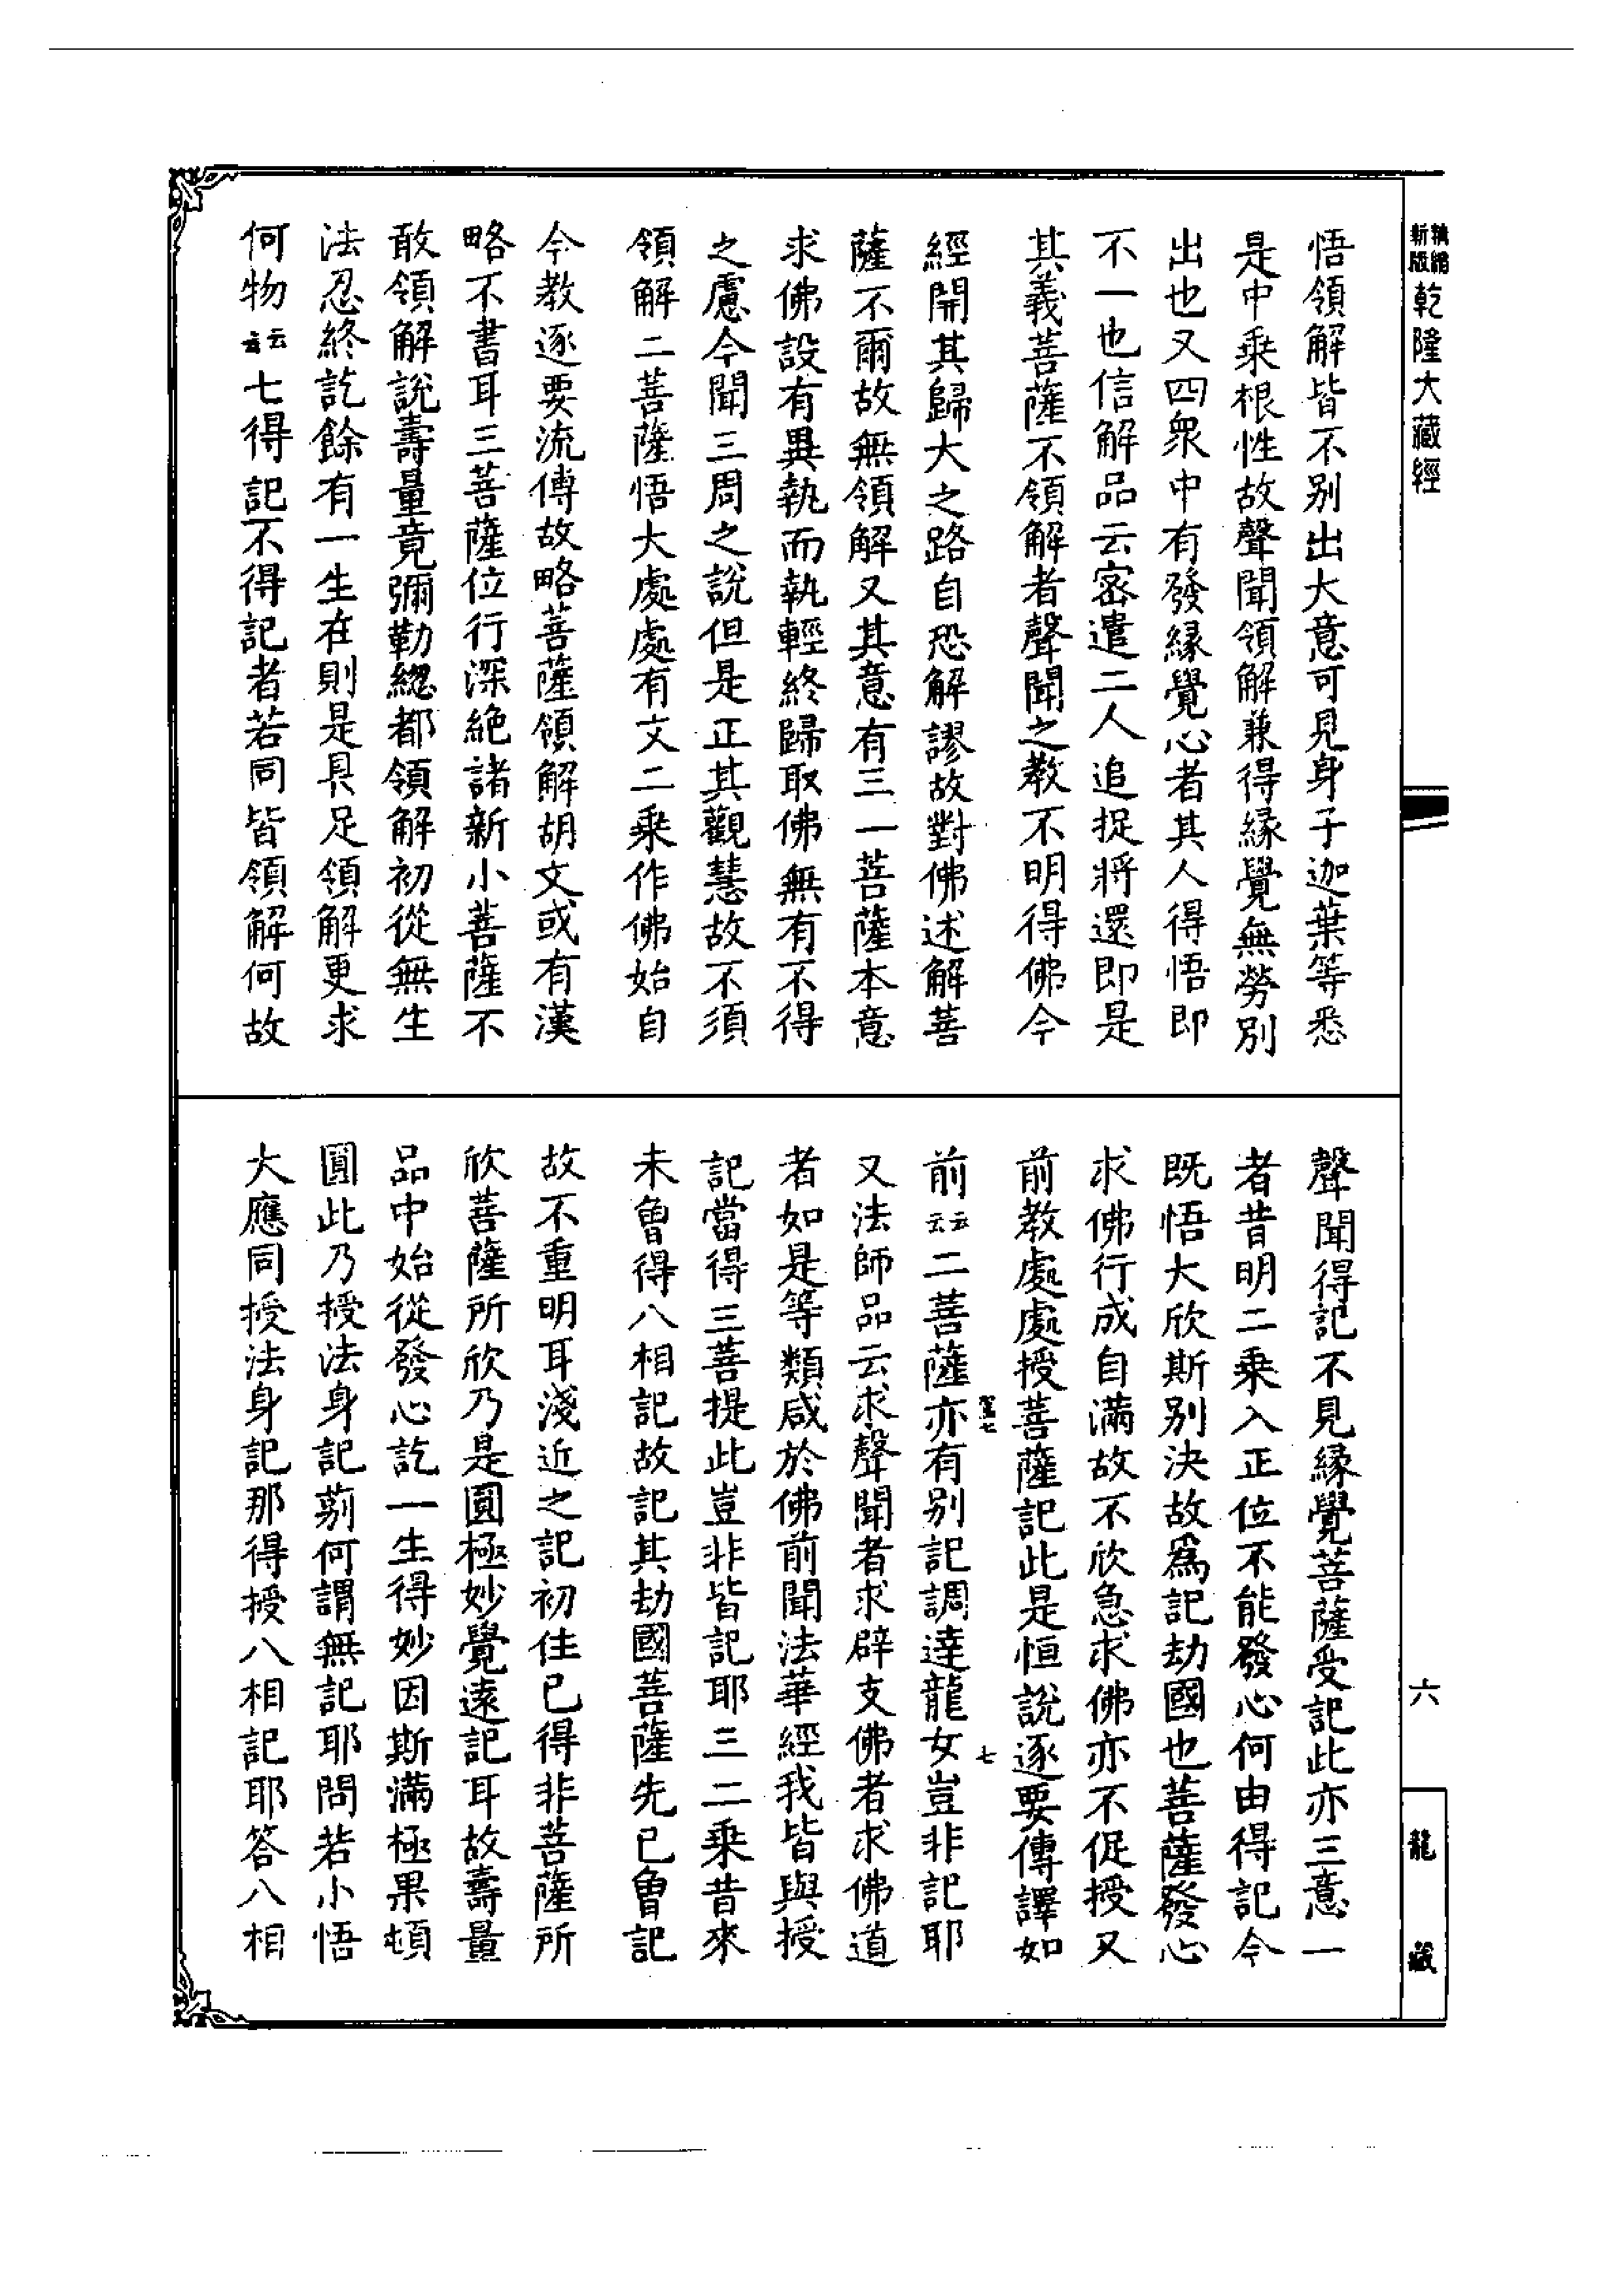 精縮新版乾隆大藏經
悟領解皆不别出大意可見身子迦葉等悉
是中乘根性故聲聞領解兼得緣覺無勞別
出也又四衆中有發緣覺心者其人得悟即
不一也信解品云密遣二人追捉將還即是
其義菩薩不領解者聲聞之教不明得佛今
經開其歸大之路自恐解謬故對佛述解菩
薩不爾故無領解又其意有三一菩薩本意
求佛設有異執而執輕終歸取佛無有不得
之慮今聞三周之說但是正其觀慧故不須
領解二菩薩悟大處處有文二乘作佛始自
今教逐要流傳故略菩薩領解胡文或有漢
略不書耳三菩薩位行深絶諸新小菩薩不
敢領解說壽量竟彌勒緫都領解初從無生
法忍終訖餘有一生在則是具足領解更求
何物云云七得記不得記者若同皆領解何故
聲聞得記不見緣覺菩薩受記此亦三意一
者昔明二乘入正位不能發心何由得記今
既悟大欣斯别決故爲記劫國也菩薩發心
求佛行成自滿故不欣急求佛亦不促授又
前教處處授菩薩記此是恒說逐要傳譯如
前云云二菩薩亦有别記調達龍女豈非記耶
七
又法師品云求聲聞者求辟支佛者求佛道
者如是等類咸於佛前聞法華經我皆與授
記當得三菩提此豈非皆記耶三二乘昔來
未曾得八相記故記其劫國菩薩先已曾記
故不重明耳淺近之記初住已得非菩薩所
欣菩薩所欣乃是圓極妙覺遠記耳故壽量
品中始從發心訖一生得妙因斯滿極果頓
圓此乃授法身記莂何謂無記耶問若小悟
大應同授法身記那得授八相記耶答八相
六
龍藏